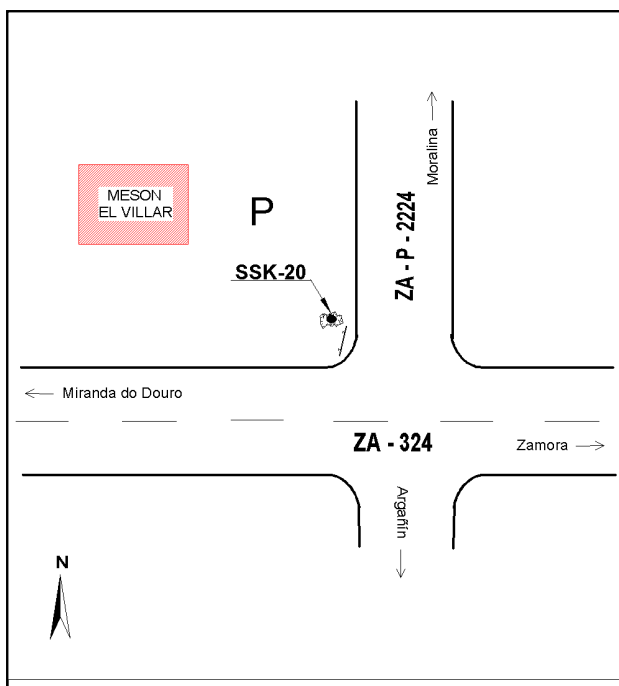 MESON
EL VILLAR
P
SSK-20
Moralina
ZA - P - 2224
Miranda do Douro
ZA - 324
Zamora
Argañín
N